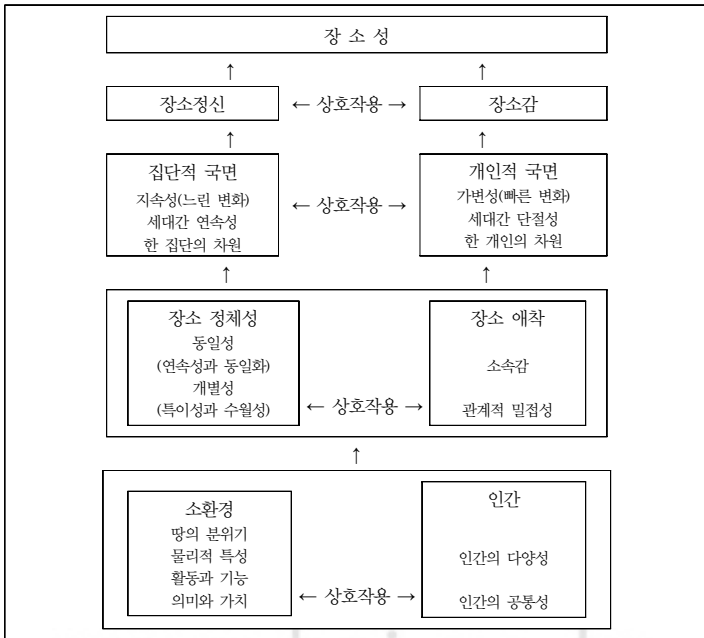 장 소 성
↑ ↑
장소정신 ← 상호작용 → 장소감
↑ ↑
집단적 국면
지속성(느린 변화)
세대간 연속성
한 집단의 차원
← 상호작용 →
개인적 국면
가변성(빠른 변화)
세대간 단절성
한 개인의 차원
↑ ↑
장소 정체성
동일성
(연속성과 동일화)
개별성
(특이성과 수월성)
← 상호작용 →
장소 애착
소속감
관계적 밀접성
↑
소환경
땅의 분위기
물리적 특성
활동과 기능
의미와 가치
← 상호작용 →
인간
인간의 다양성
인간의 공통성